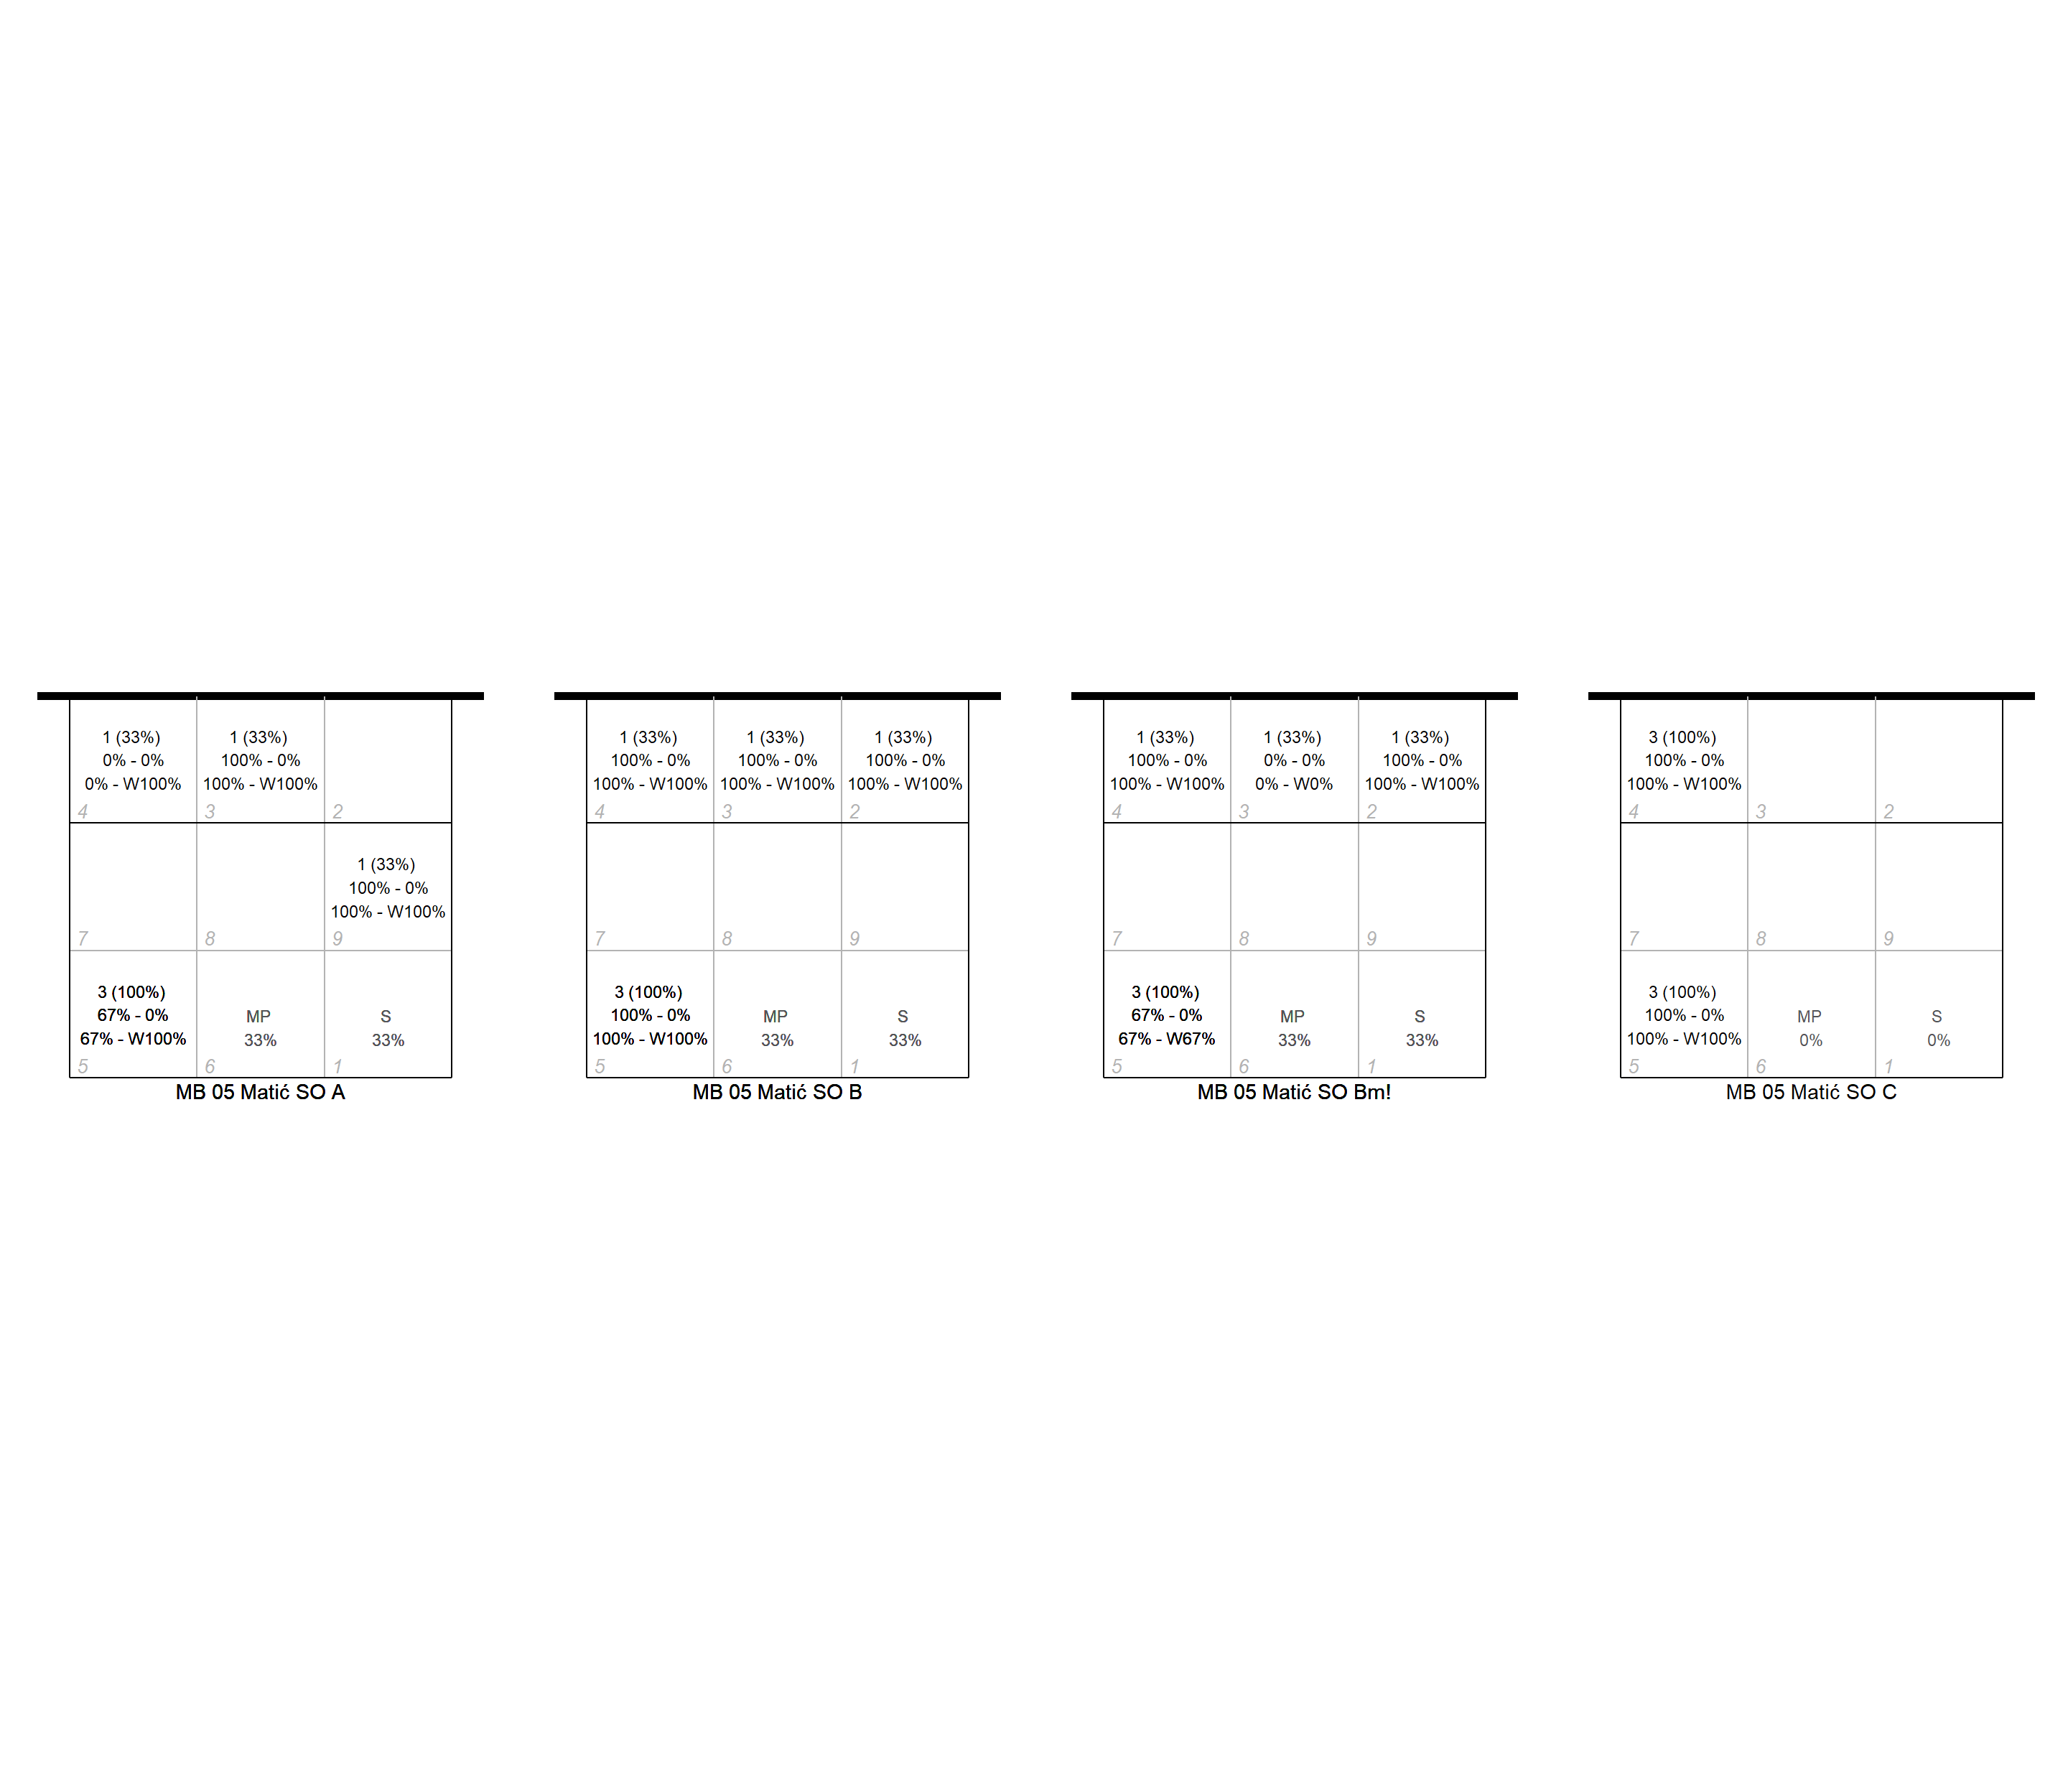 1 (33%)
0% - 0%
0% - W100%
4
1 (33%)
100% - 0%
100% - W100%
3
2
7
8
1 (33%)
100% - 0%
100% - W100%
9
3 (100%)
67% - 0%
67% - W100%
5
MP
33%
6
S
33%
1
MB 05 Matić SO A
1 (33%)
100% - 0%
100% - W100%
4
1 (33%)
100% - 0%
100% - W100%
3
1 (33%)
100% - 0%
100% - W100%
2
7
8
9
3 (100%)
100% - 0%
100% - W100%
5
MP
33%
6
S
33%
1
MB 05 Matić SO B
1 (33%)
100% - 0%
100% - W100%
4
1 (33%)
0% - 0%
0% - W0%
3
1 (33%)
100% - 0%
100% - W100%
2
7
8
9
3 (100%)
67% - 0%
67% - W67%
5
MP
33%
6
S
33%
1
MB 05 Matić SO Bm!
3 (100%)
100% - 0%
100% - W100%
4
3
2
7
8
9
3 (100%)
100% - 0%
100% - W100%
5
MP
0%
6
S
0%
1
MB 05 Matić SO C